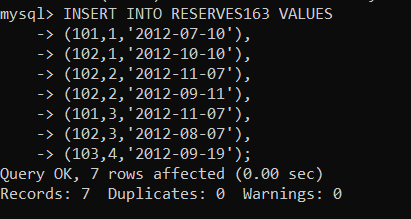 mysql> INSERT INTO RESERVES163 VALUES
-> (101,1,'2012-07-10'),
-> (102,1,'2012-10-10'),
-> (102,2,'2012-11-07'),
-> (102,2,'2012-09-11'),
-> (101,3,'2012-11-07'),
-> (102,3,'2012-08-07'),
-> (103,4,'2012-09-19');
Query OK, 7 rows affected (0.00 sec)
Records: 7  Duplicates: 0  Warnings: 0